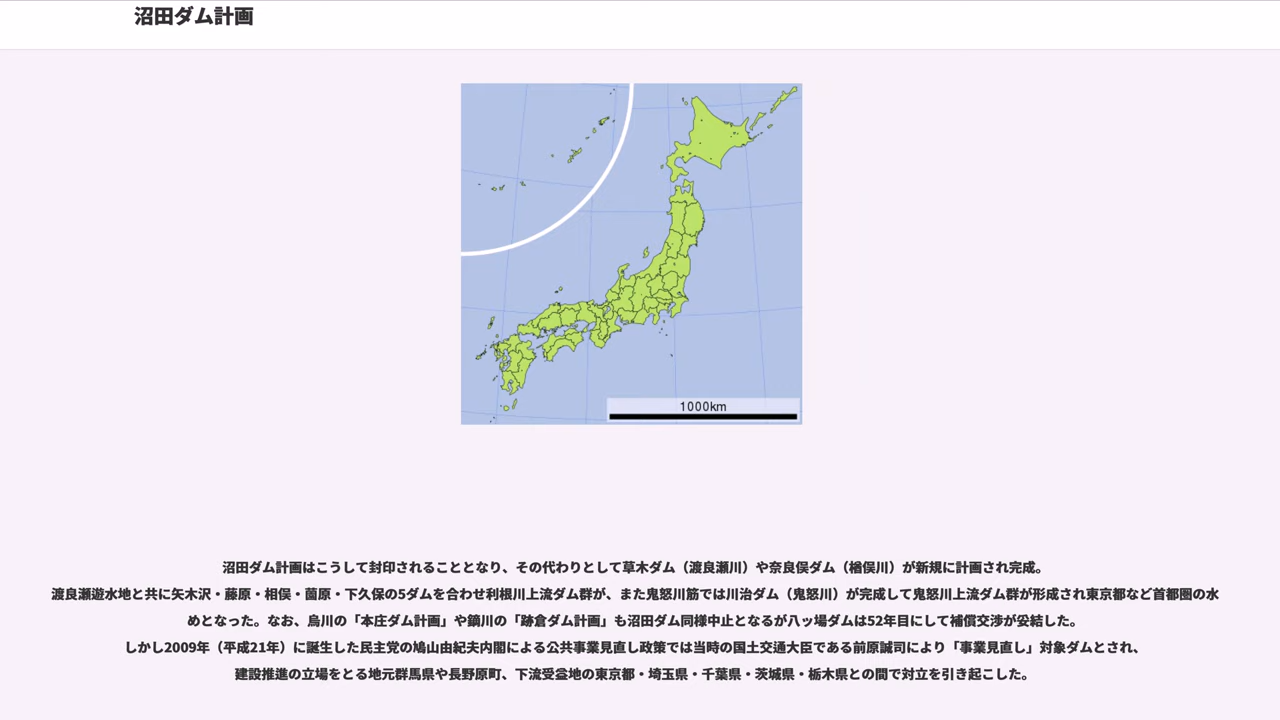 沼田ダム計画
1000km
沼田ダム計画はこうして封印されることとなり、その代わりとして草木ダム（渡良瀬川）や奈良俣ダム（楢俣川）が新規に計画され完成。
渡良瀬遊水地と共に矢木沢・藤原・相俣・薗原・下久保の5ダムを合わせ利根川上流ダム群が、また鬼怒川筋では川治ダム（鬼怒川）が完成して鬼怒川上流ダム群が形成され東京都など首都圏の水
めとなった。なお、烏川の「本庄ダム計画」や鏑川の「跡倉ダム計画」も沼田ダム同様中止となるが八ッ場ダムは52年目にして補償交渉が妥結した。
しかし2009年（平成21年）に誕生した民主党の鳩山由紀夫内閣による公共事業見直し政策では当時の国土交通大臣である前原誠司により「事業見直し」対象ダムとされ、
建設推進の立場をとる地元群馬県や長野原町、下流受益地の東京都・埼玉県・千葉県・茨城県・栃木県との間で対立を引き起こした。